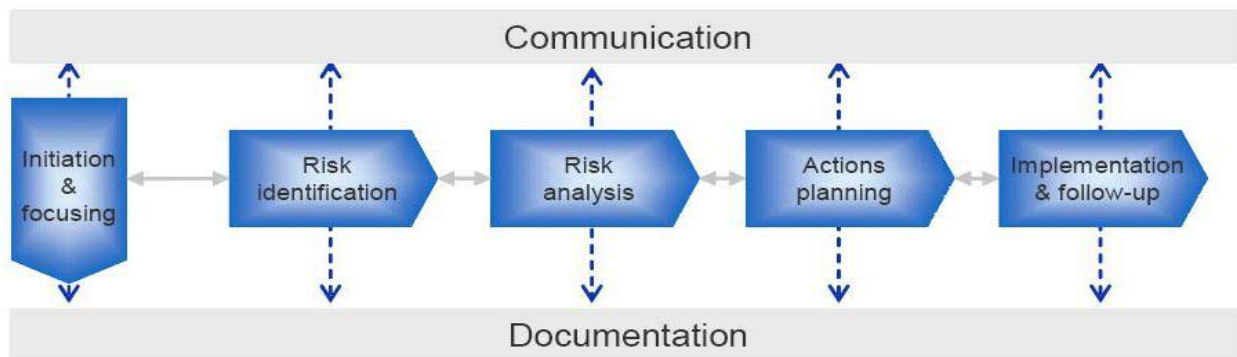 Communication
Initiation
&
focusing
Risk
identification
Risk
analysis
Actions
planning
Implementation
& follow-up
Documentation